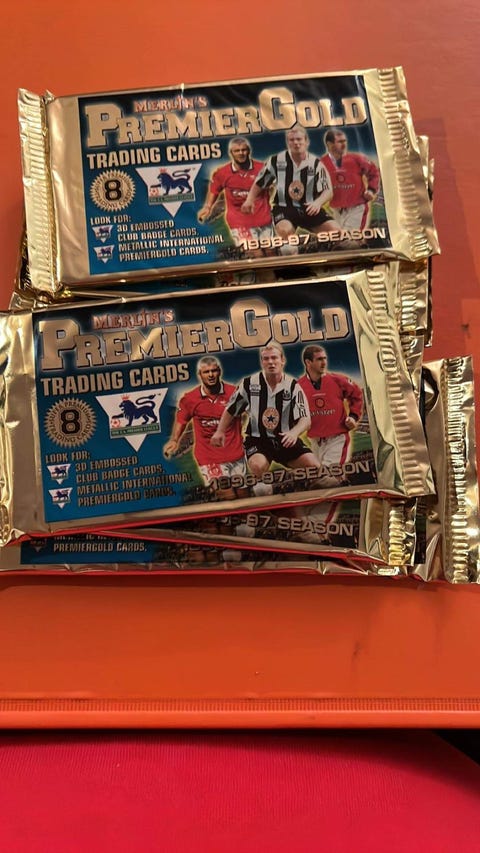 MERLIN'S
PREMIERGOLD
TRADING CARDS
8
LOOK FOR:
3D EMBOSSED
CLUB BADGE CARDS.
METALLIC INTERNATIONAL
PREMIERGOLD CARDS.
1996-97 SEASON
MERLIN'S
PREMIERGOLD
TRADING CARDS
8
LOOK FOR:
3D EMBOSSED
CLUB BADGE CARDS.
METALLIC INTERNATIONAL
PREMIERGOLD CARDS.
1996-97 SEASON
-97 SEASON
PREMIERGOLD CARDS.